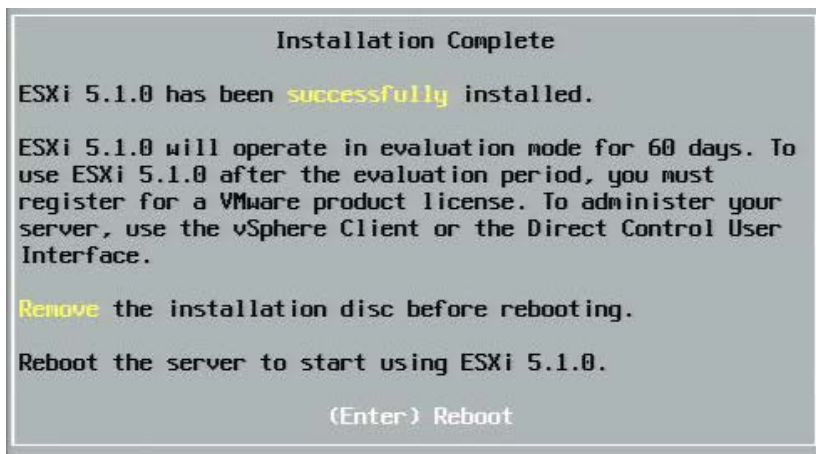 Installation Complete
ESXi 5.1.0 has been successfully installed.
ESXi 5.1.0 will operate in evaluation mode for 60 days. To
use ESXi 5.1.0 after the evaluation period, you must
register for a VMware product license. To administer your
server, use the vSphere Client or the Direct Control User
Interface.
Remove the installation disc before rebooting.
Reboot the server to start using ESXi 5.1.0.
(Enter) Reboot